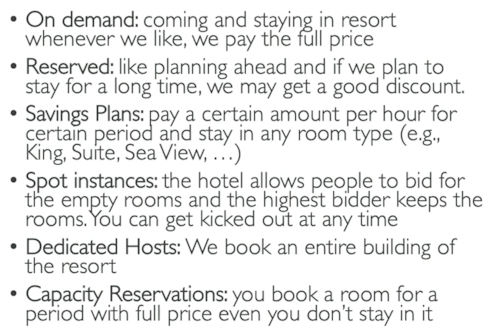 • On demand: coming and staying in resort
whenever we like, we pay the full price
• Reserved: like planning ahead and if we plan to
stay for a long time, we may get a good discount.
• Savings Plans: pay a certain amount per hour for
certain period and stay in any room type (e.g.,
King, Suite, Sea View, …)
• Spot instances: the hotel allows people to bid for
the empty rooms and the highest bidder keeps the
rooms. You can get kicked out at any time
• Dedicated Hosts: We book an entire building of
the resort
• Capacity Reservations: you book a room for a
period with full price even you don't stay in it